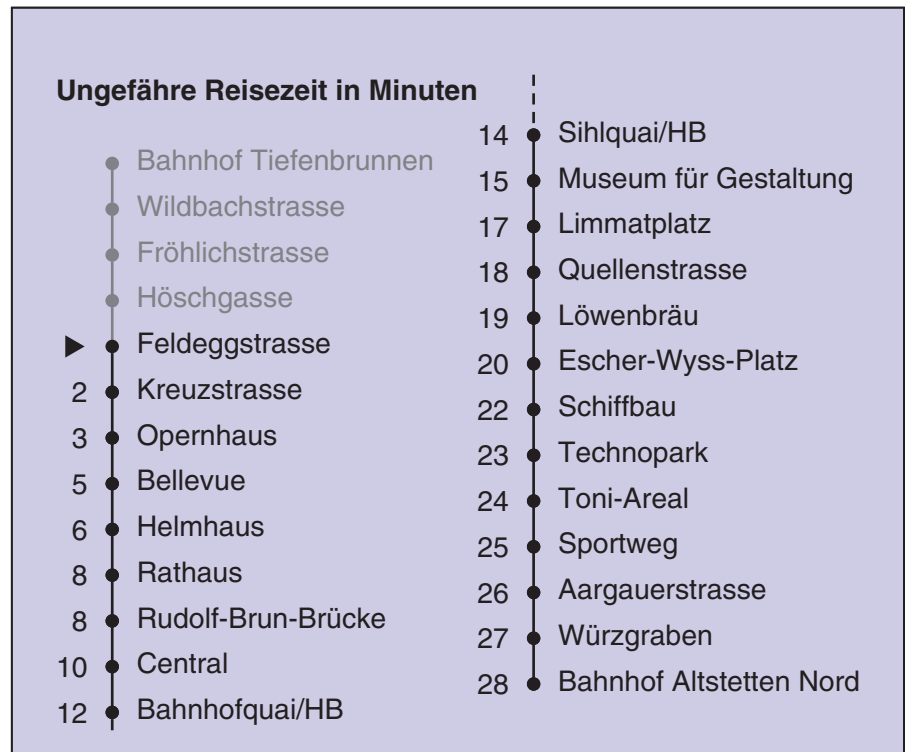 Ungefähre Reisezeit in Minuten
Bahnhof Tiefenbrunnen
Wildbachstrasse
Fröhlichstrasse
Höschgasse
Feldeggstrasse
2 Kreuzstrasse
3 Opernhaus
5 Bellevue
6 Helmhaus
8 Rathaus
8 Rudolf-Brun-Brücke
10 Central
12 Bahnhofquai/HB
14 Sihlquai/HB
15 Museum für Gestaltung
17 Limmatplatz
18 Quellenstrasse
19 Löwenbräu
20 Escher-Wyss-Platz
22 Schiffbau
23 Technopark
24 Toni-Areal
25 Sportweg
26 Aargauerstrasse
27 Würzgraben
28 Bahnhof Altstetten Nord